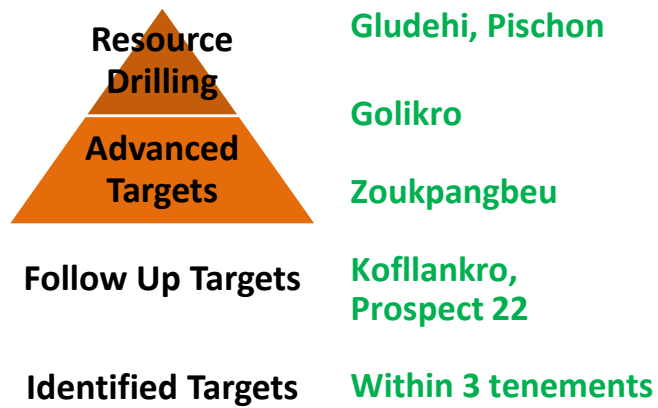 Resource
Drilling
Gludehi, Pischon
Advanced
Targets
Golikro
Zoukpangbeu
Follow Up Targets
Kofllankro,
Prospect 22
Identified Targets
Within 3 tenements